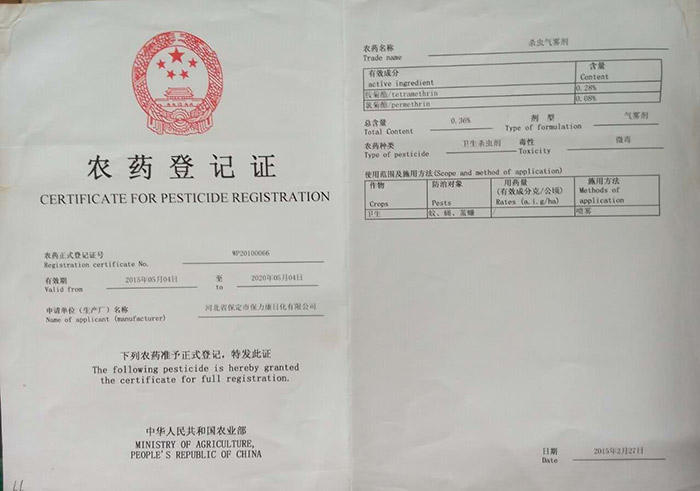 农药登记证
CERTIFICATE FOR PESTICIDE REGISTRATION
农药正式登记证号 WP20100066
Registration certificate No.
有效期 2015年05月04日 至 2020年05月04日
Valid from to
申请单位(生产厂)名称 河北省保定市保力康日化有限公司
Name of applicant (manufacturer)
下列农药准予正式登记,特发此证
The following pesticide is hereby granted
the certificate for full registration.
中华人民共和国农业部
MINISTRY OF AGRICULTURE,
PEOPLE'S REPUBLIC OF CHINA
农药名称 杀虫气雾剂
Trade name
有效成分 含量
active ingredient Content
胺菊酯/tetramethrin 0.28%
氯菊酯/permethrin 0.08%
总含量 0.36% 剂 型 气雾剂
Total Content Type of formulation
农药种类 卫生杀虫剂 毒性 微毒
Type of pesticide Toxicity
使用范围及施用方法(Scope and method of application)
作物 防治对象 用药量 施用方法
(有效成分克/公顷) Methods of
Crops Pests Rates (a.i.g/ha) application
卫生 蚊、蝇、蜚蠊 / 喷雾
日期 2015年2月27日
Date